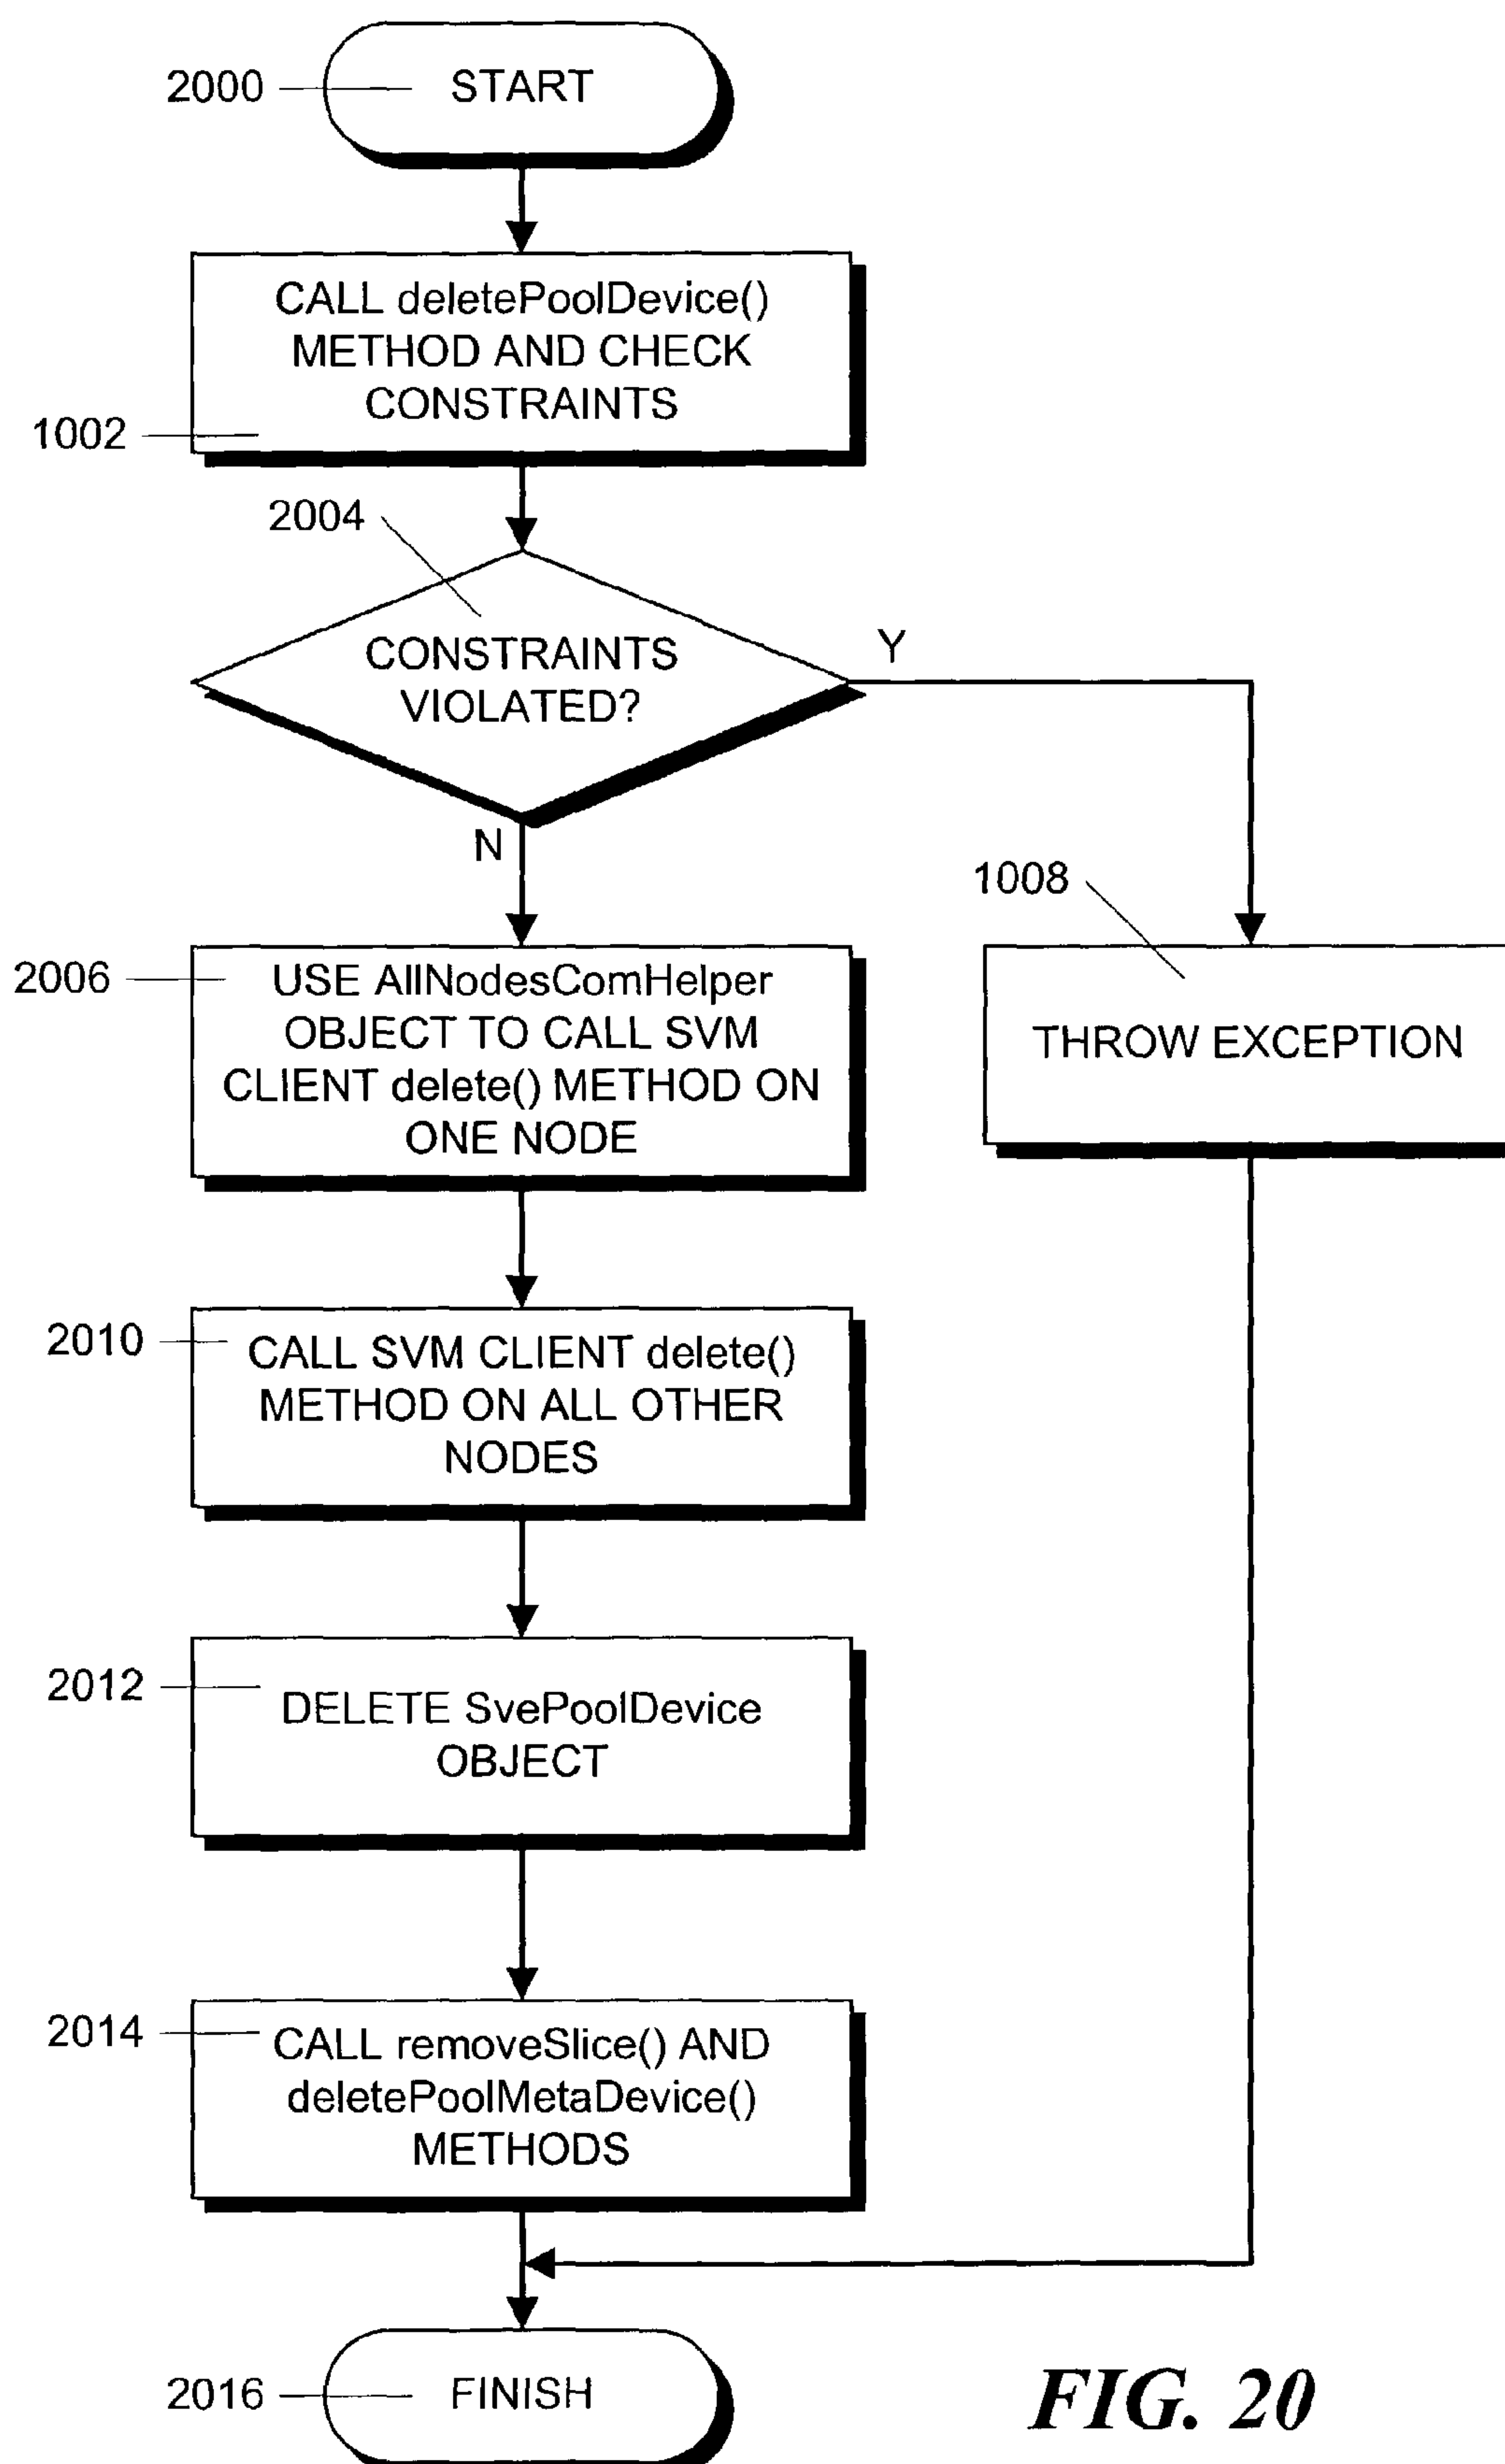 2000
START
CALL deletePoolDevice()
METHOD AND CHECK
CONSTRAINTS
1002
2004
CONSTRAINTS
VIOLATED?
Y
N
1008
2006
USE AllNodesComHelper
OBJECT TO CALL SVM
CLIENT delete() METHOD ON
ONE NODE
THROW EXCEPTION
2010
CALL SVM CLIENT delete()
METHOD ON ALL OTHER
NODES
2012
DELETE SvePoolDevice
OBJECT
2014
CALL removeSlice() AND
deletePoolMetaDevice()
METHODS
2016
FINISH
FIG. 20